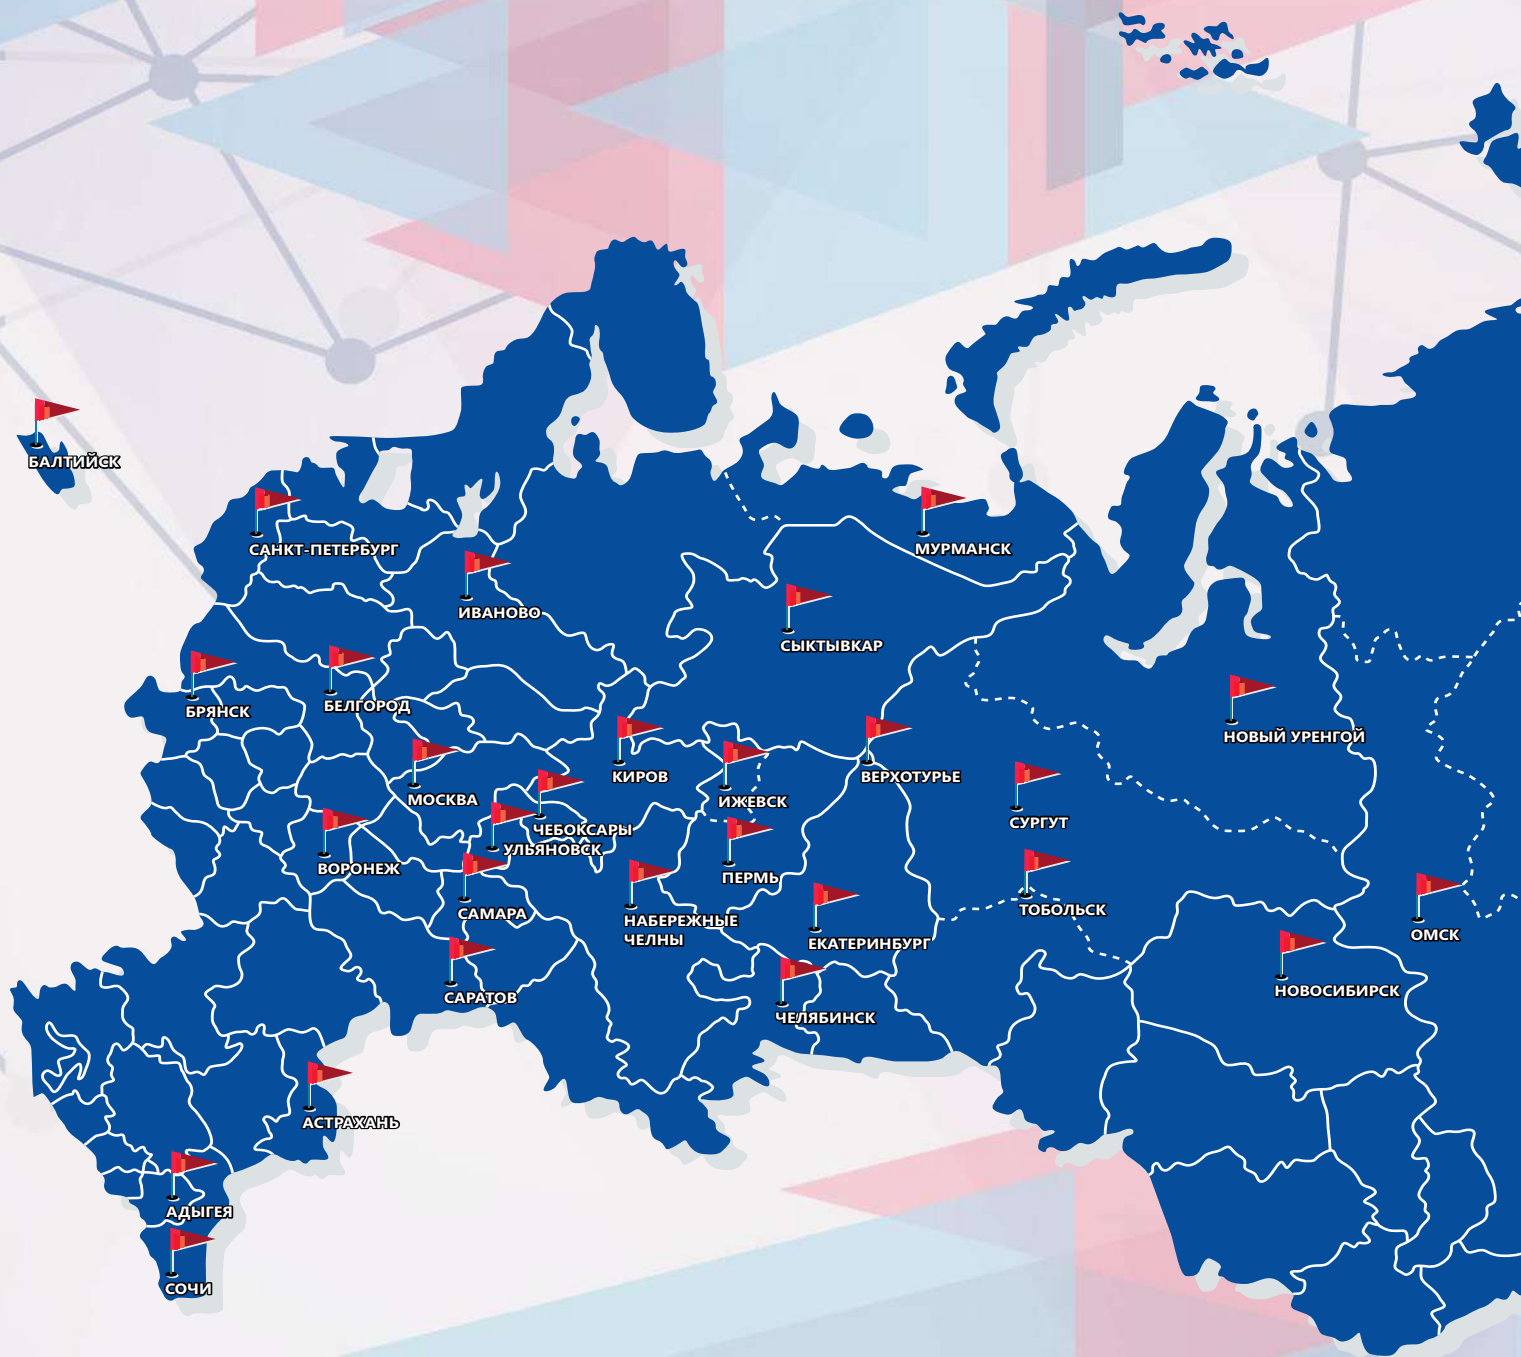 БАЛТИЙСК
САНКТ-ПЕТЕРБУРГ
МУРМАНСК
ИВАНОВО
СЫКТЫВКАР
БРЯНСК
БЕЛГОРОД
НОВЫЙ УРЕНГОЙ
КИРОВ
ВЕРХОТУРЬЕ
МОСКВА
ИЖЕВСК
СУРГУТ
ЧЕБОКСАРЫ
УЛЬЯНОВСК
ВОРОНЕЖ
ПЕРМЬ
САМАРА
НАБЕРЕЖНЫЕ
ЧЕЛНЫ
ТОБОЛЬСК
ЕКАТЕРИНБУРГ
ОМСК
НОВОСИБИРСК
САРАТОВ
ЧЕЛЯБИНСК
АСТРАХАНЬ
АДЫГЕЯ
СОЧИ